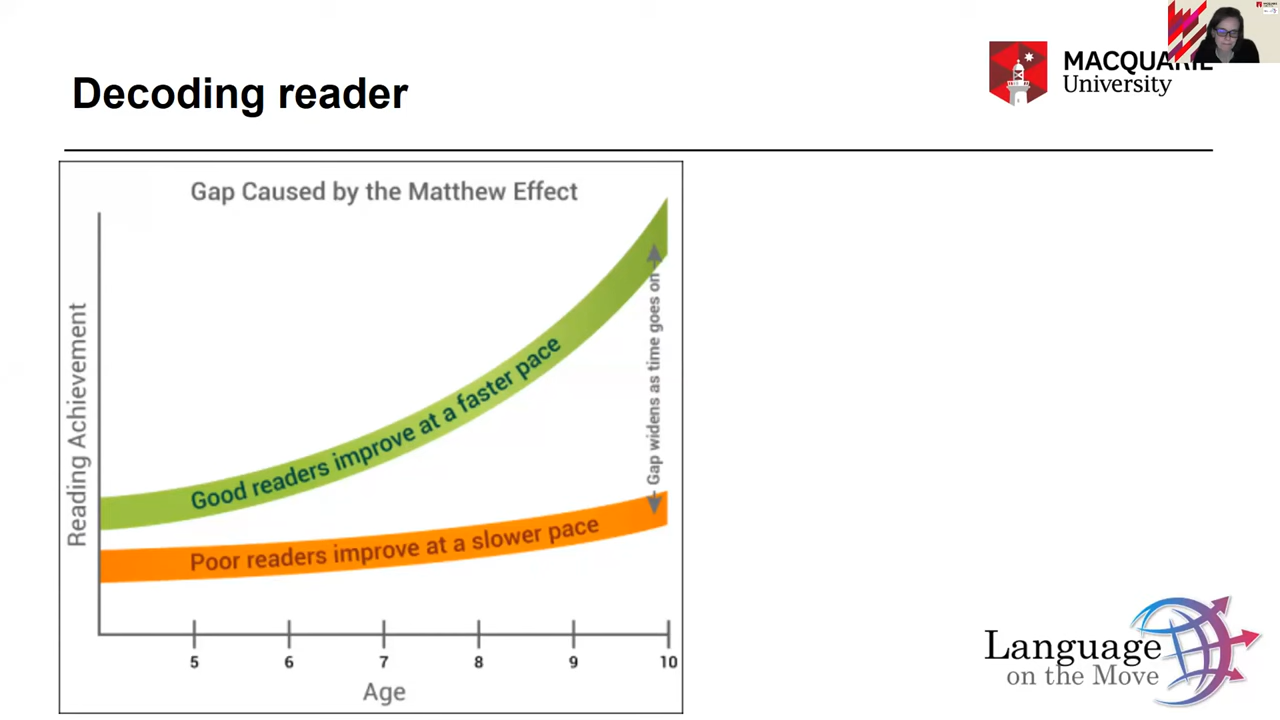 Decoding reader
MACQUARIE
University
Gap Caused by the Matthew Effect
Reading Achievement
Good readers improve at a faster pace
Poor readers improve at a slower pace
Gap widens as time goes on
5 6 7 8 9 10
Age
Language
on the Move